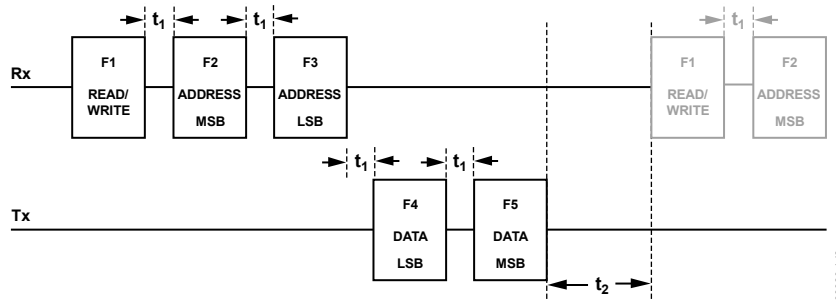 t1 t1 t1
F1 F2 F3 F1 F2
Rx
READ/ ADDRESS ADDRESS READ/ ADDRESS
WRITE MSB LSB WRITE MSB
t1 t1
F4 F5
Tx
DATA DATA
LSB MSB
t2